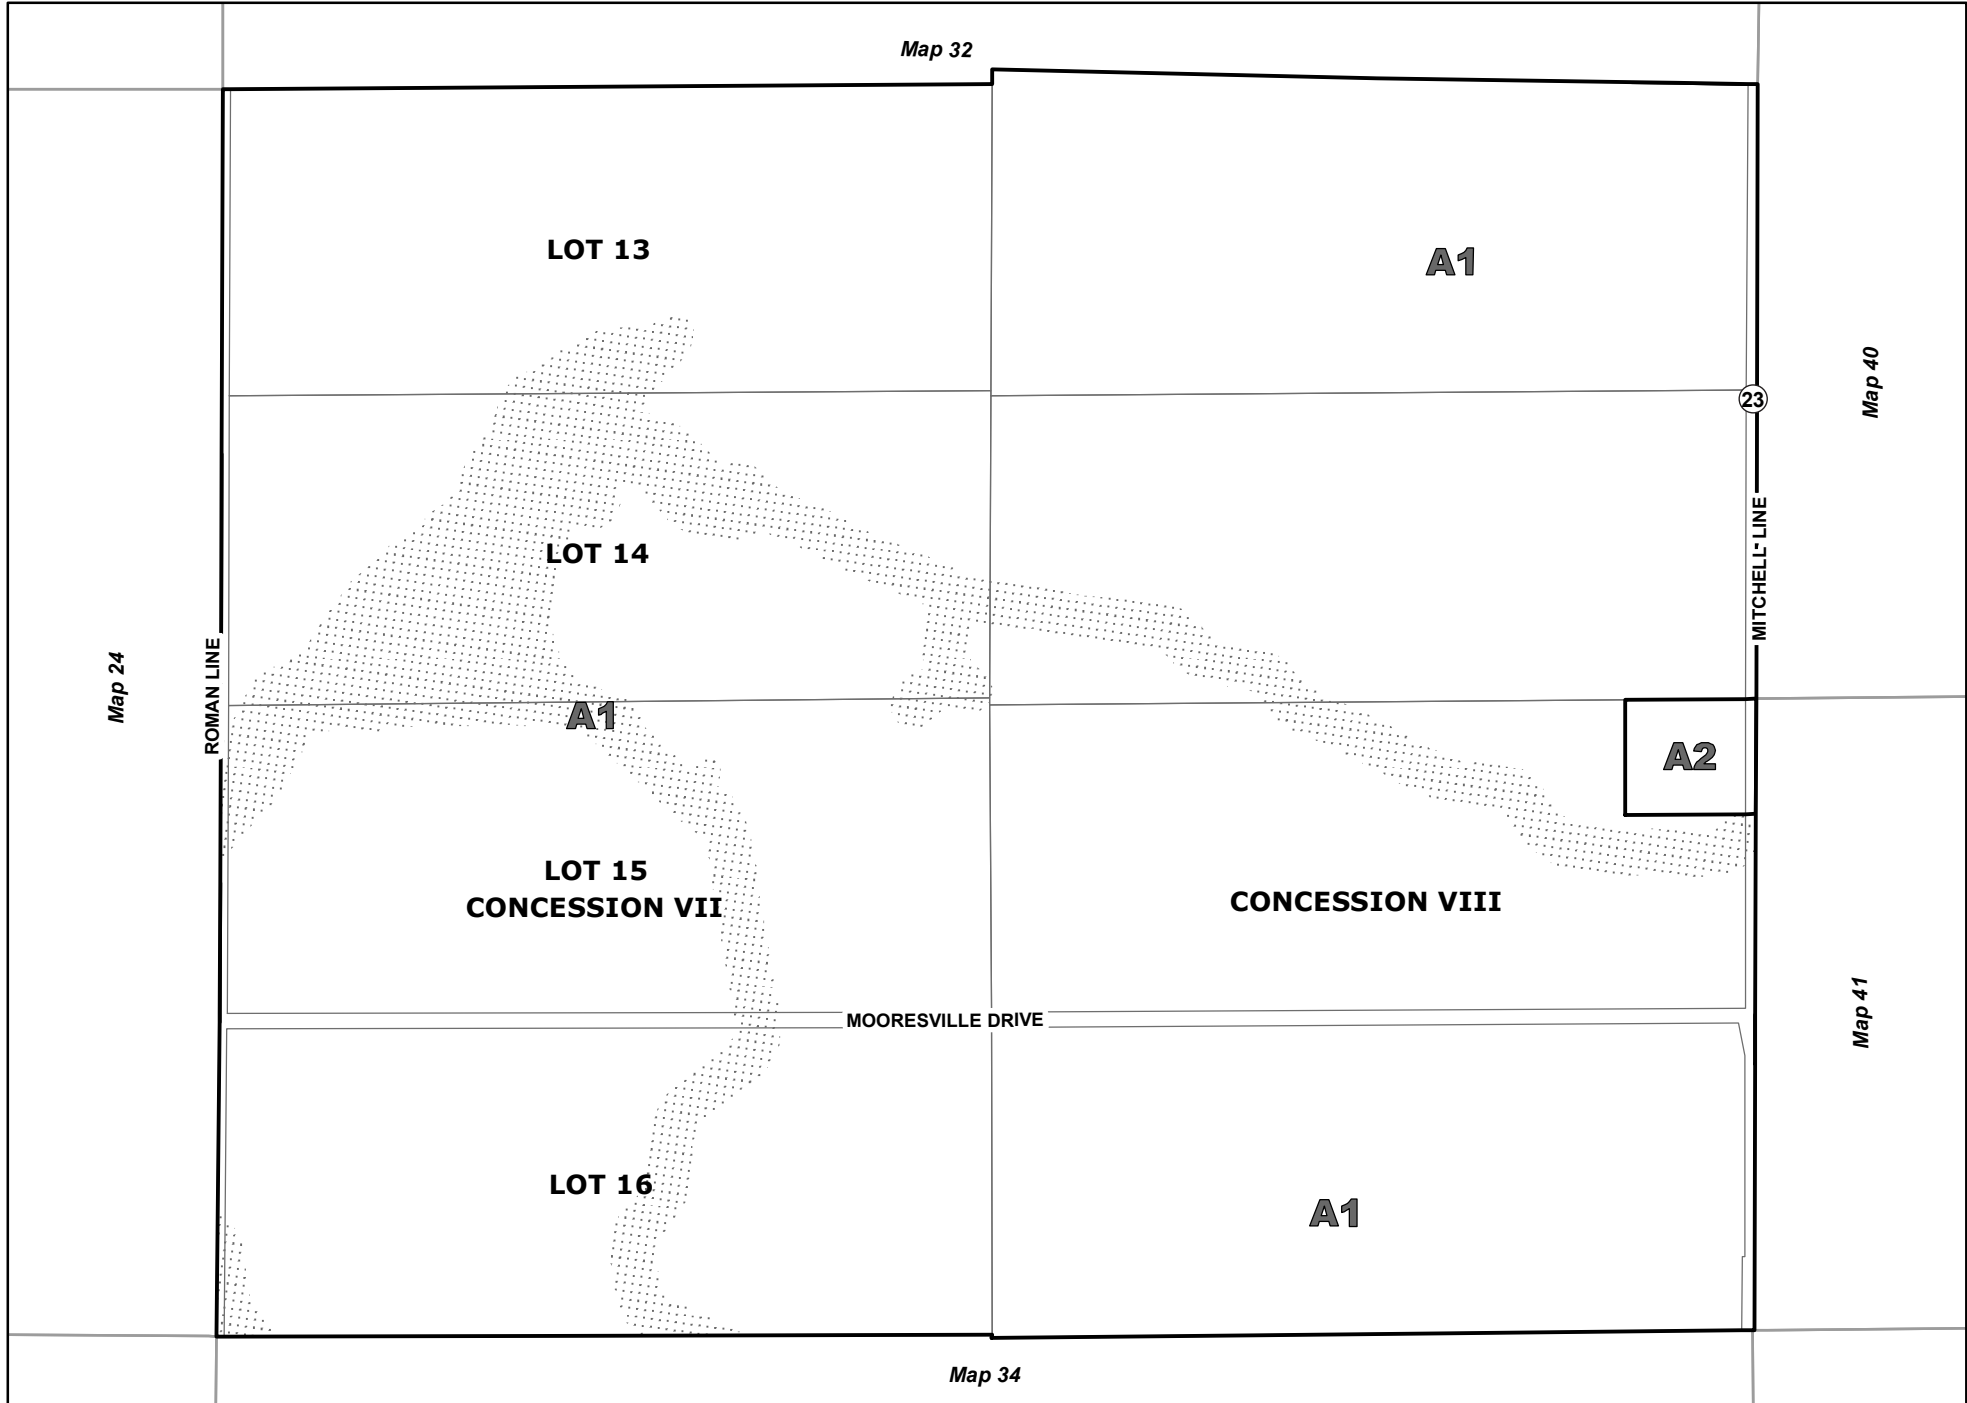 Map 32
LOT 13
A1
Map 40
23
MITCHELL LINE
LOT 14
Map 24
ROMAN LINE
A1
A2
LOT 15
CONCESSION VII
CONCESSION VIII
Map 41
MOORESVILLE DRIVE
LOT 16
A1
Map 34